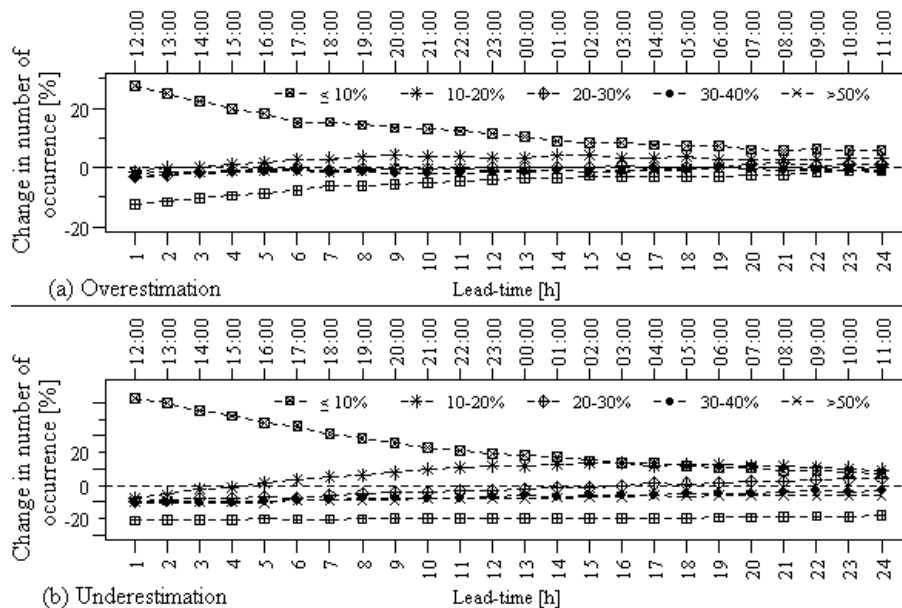 12:00 13:00 14:00 15:00 16:00 17:00 18:00 19:00 20:00 21:00 22:00 23:00 00:00 01:00 02:00 03:00 04:00 05:00 06:00 07:00 08:00 09:00 10:00 11:00
Change in number of
occurrence [%]
20
0
-20
≤ 10% 10-20% 20-30% 30-40% >50%
1 2 3 4 5 6 7 8 9 10 11 12 13 14 15 16 17 18 19 20 21 22 23 24
(a) Overestimation Lead-time [h]
12:00 13:00 14:00 15:00 16:00 17:00 18:00 19:00 20:00 21:00 22:00 23:00 00:00 01:00 02:00 03:00 04:00 05:00 06:00 07:00 08:00 09:00 10:00 11:00
Change in number of
occurrence [%]
20
0
-20
≤ 10% 10-20% 20-30% 30-40% >50%
1 2 3 4 5 6 7 8 9 10 11 12 13 14 15 16 17 18 19 20 21 22 23 24
(b) Underestimation Lead-time [h]